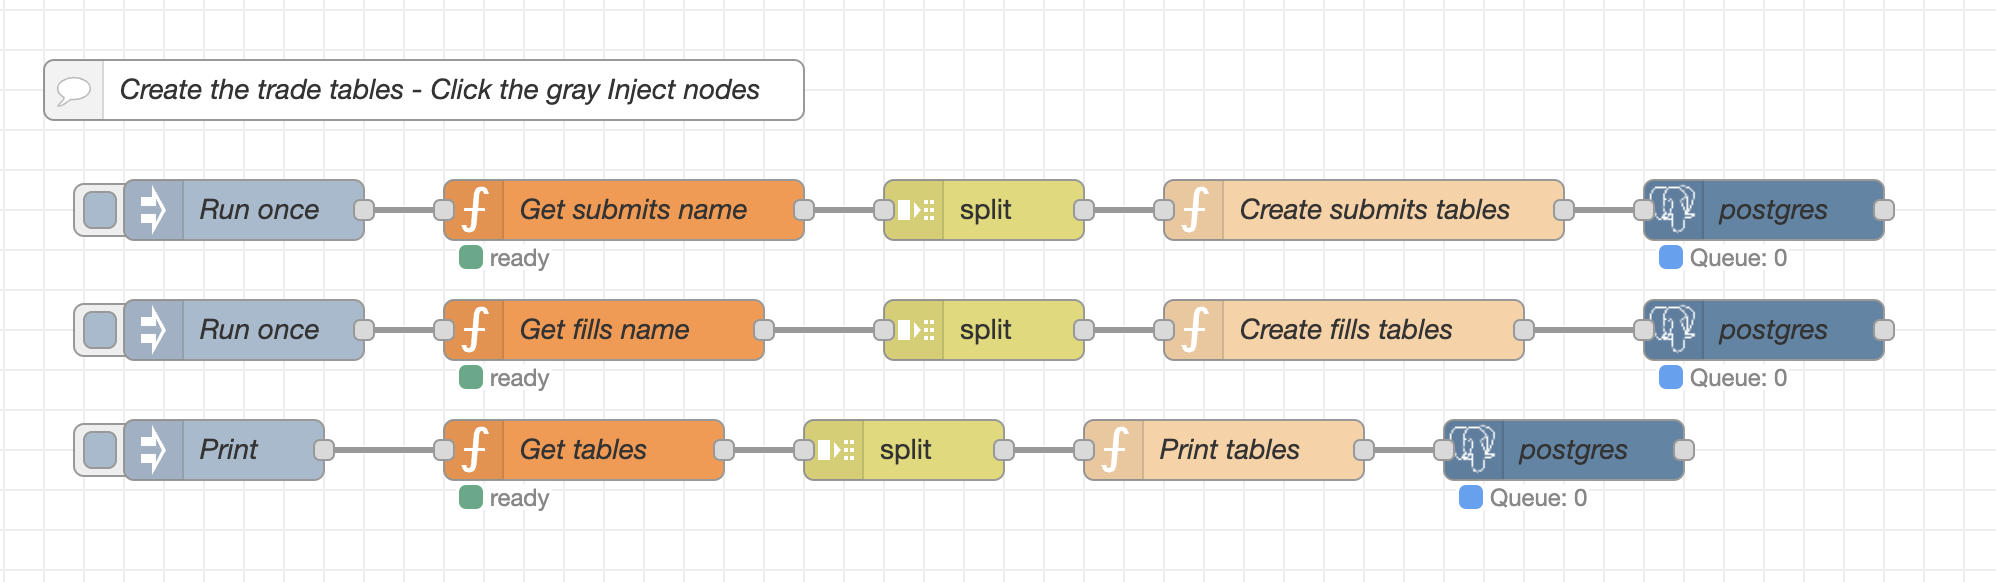 Create the trade tables - Click the gray Inject nodes
Run once
Get submits name
split
Create submits tables
postgres
ready
Queue: 0
Run once
Get fills name
split
Create fills tables
postgres
ready
Queue: 0
Print
Get tables
split
Print tables
postgres
ready
Queue: 0